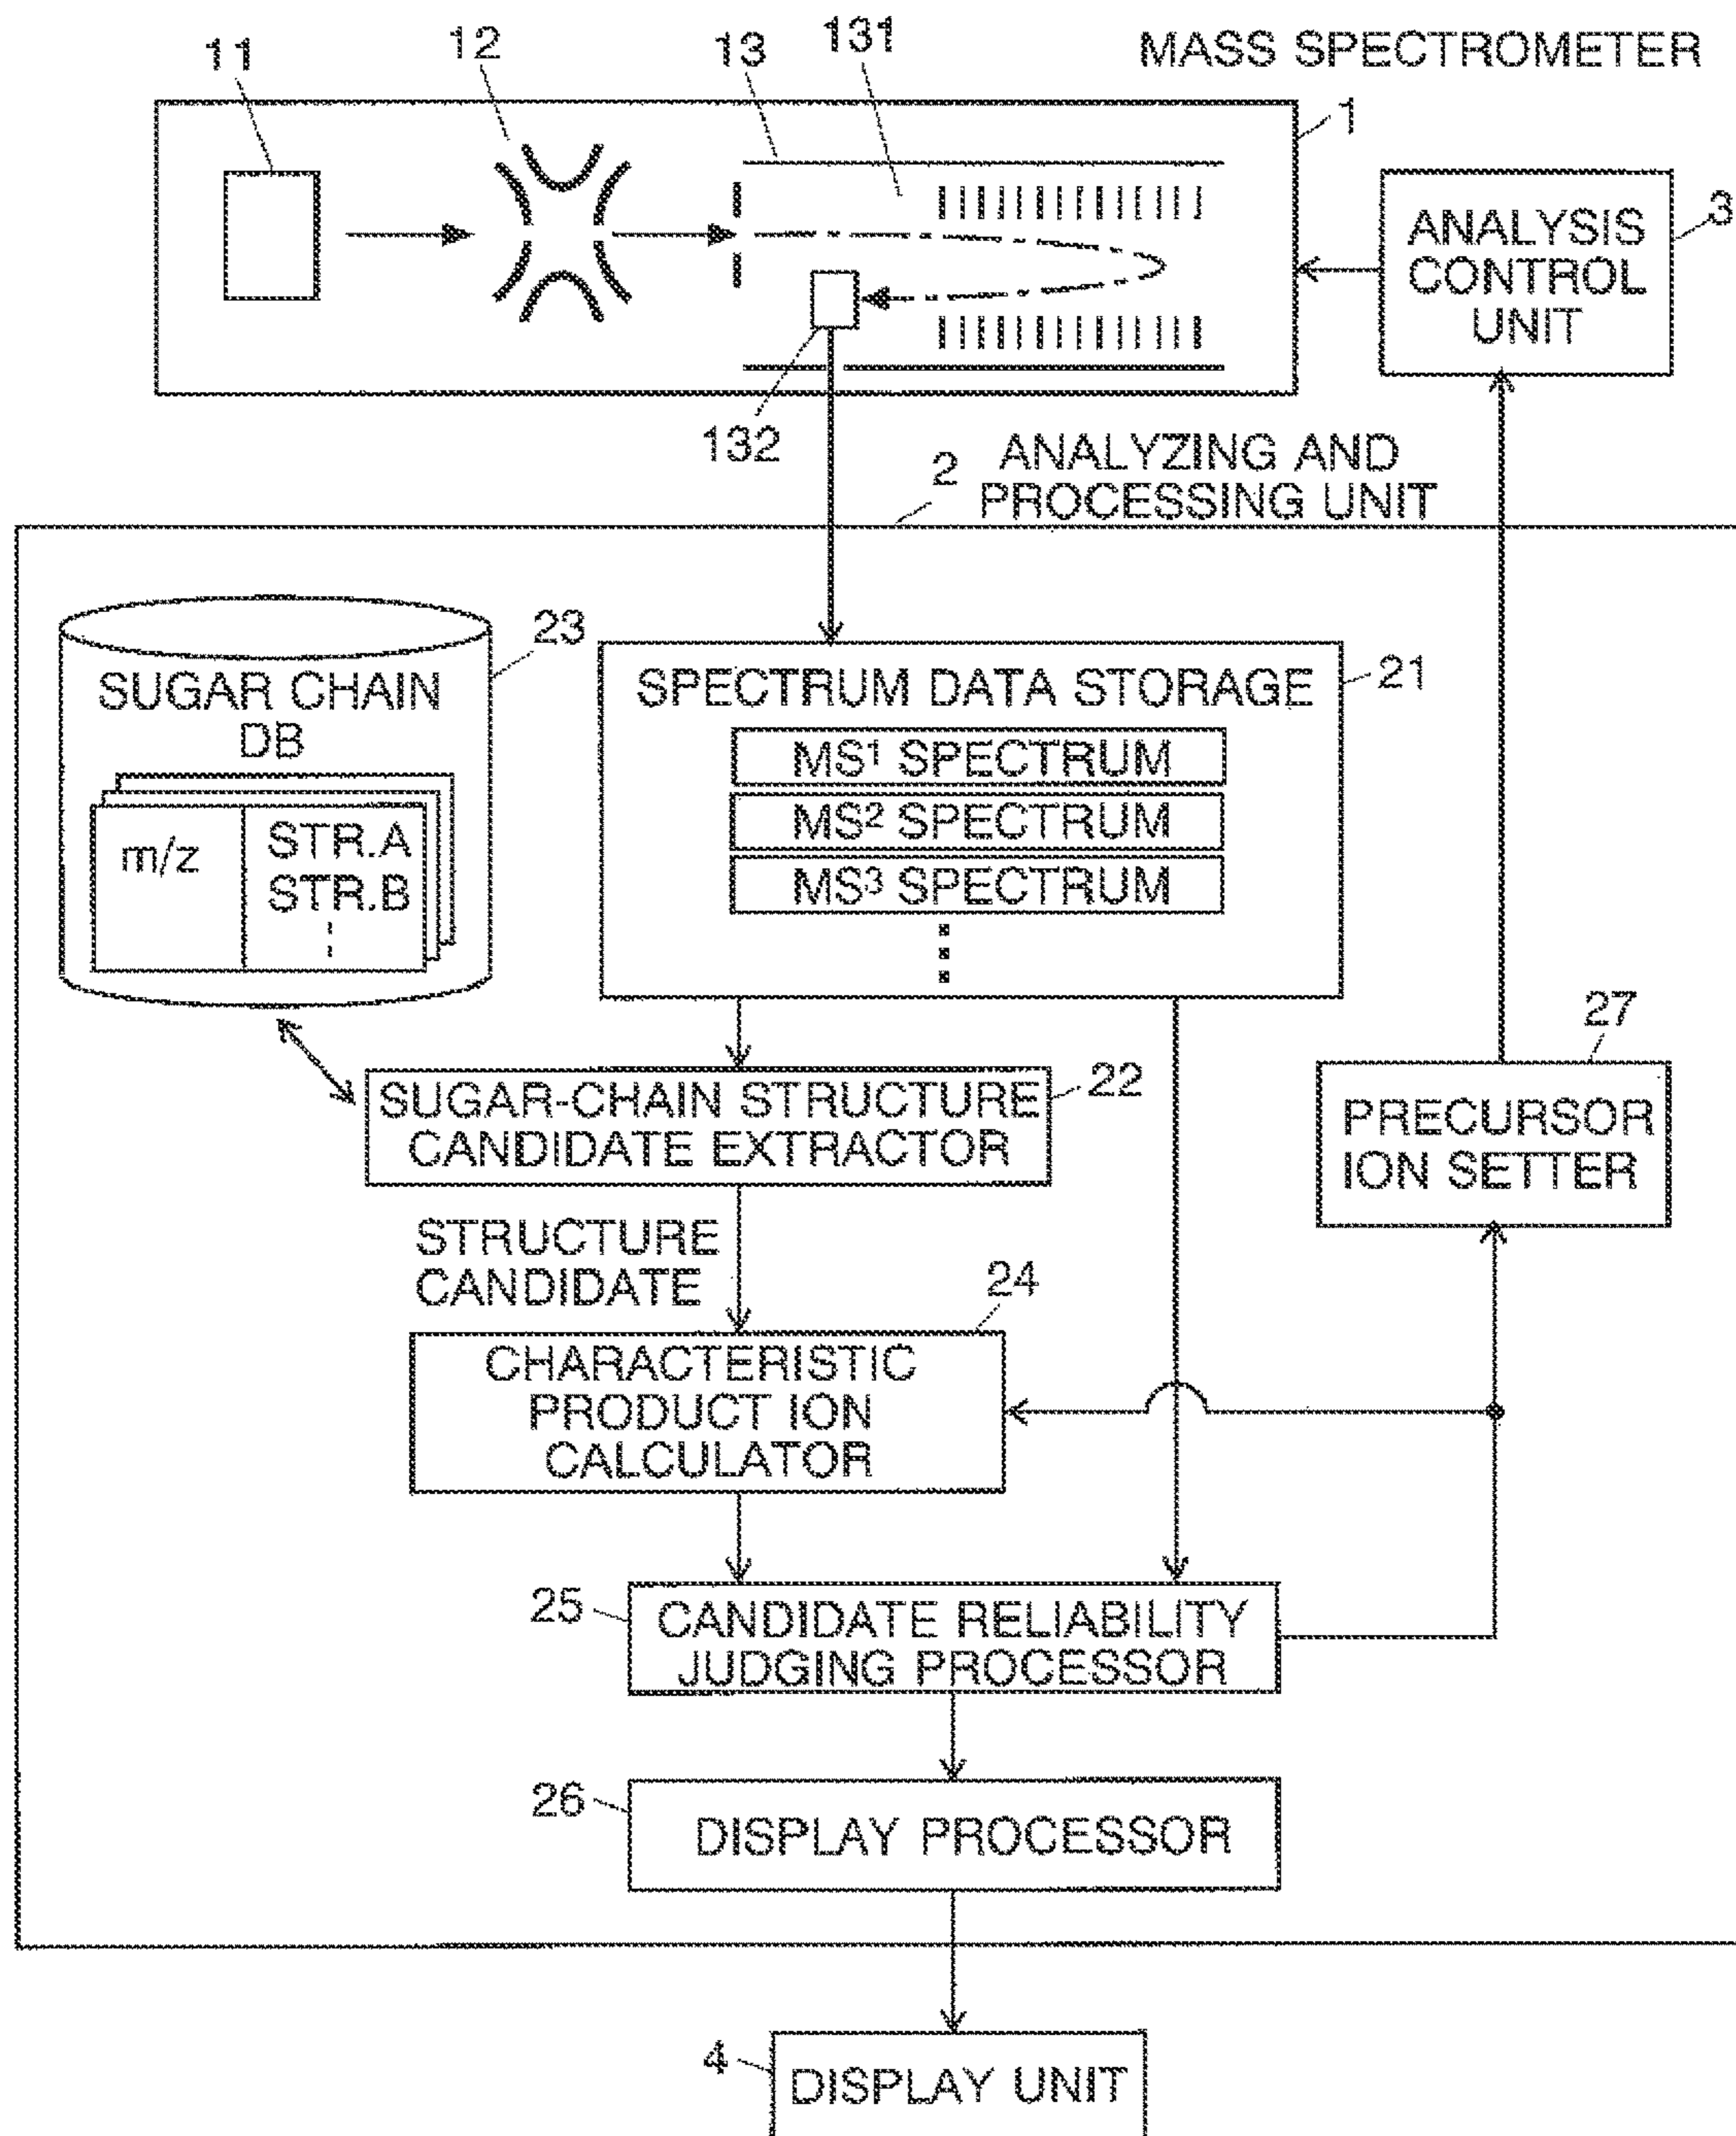 MASS SPECTROMETER
11
12
13
131
1
ANALYSIS
CONTROL
UNIT
3
132
2
ANALYZING AND
PROCESSING UNIT
23
SUGAR CHAIN
DB
m/z
STR.A
STR.B
SPECTRUM DATA STORAGE
21
MS1 SPECTRUM
MS2 SPECTRUM
MS3 SPECTRUM
27
22
SUGAR-CHAIN STRUCTURE
CANDIDATE EXTRACTOR
PRECURSOR
ION SETTER
STRUCTURE
CANDIDATE
24
CHARACTERISTIC
PRODUCT ION
CALCULATOR
25
CANDIDATE RELIABILITY
JUDGING PROCESSOR
26
DISPLAY PROCESSOR
4
DISPLAY UNIT